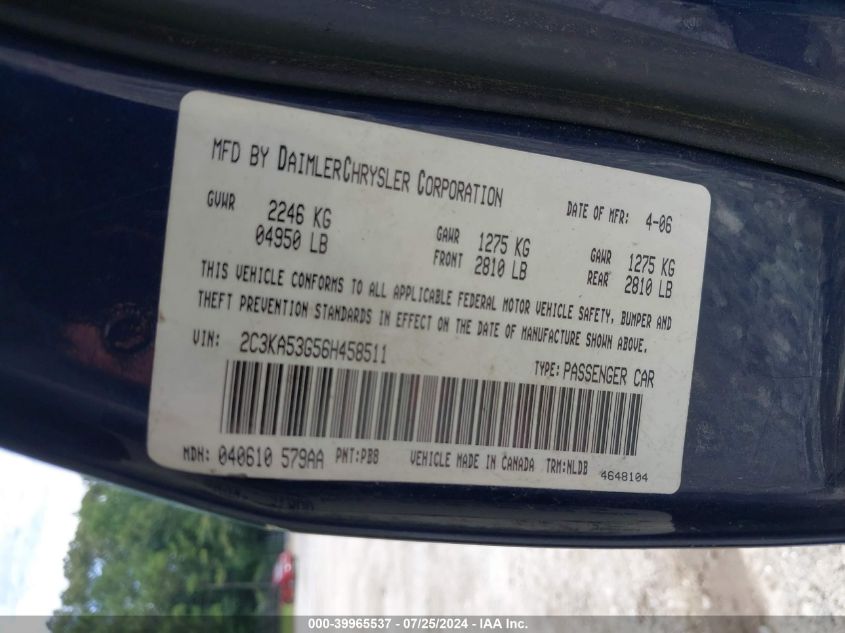 MFD BY DAIMLERCHRYSLER CORPORATION
DATE OF MFR: 4-06
GVWR 2246 KG
04950 LB
GAWR FRONT 1275 KG
2810 LB
GAWR REAR 1275 KG
2810 LB
THIS VEHICLE CONFORMS TO ALL APPLICABLE FEDERAL MOTOR VEHICLE SAFETY, BUMPER AND
THEFT PREVENTION STANDARDS IN EFFECT ON THE DATE OF MANUFACTURE SHOWN ABOVE.
VIN: 2C3KA53G56H458511
TYPE: PASSENGER CAR
MDH: 040610 579AA PNT:PB8 VEHICLE MADE IN CANADA TRM:NLDB 4648104
000-39965537 - 07/25/2024 - IAA Inc.